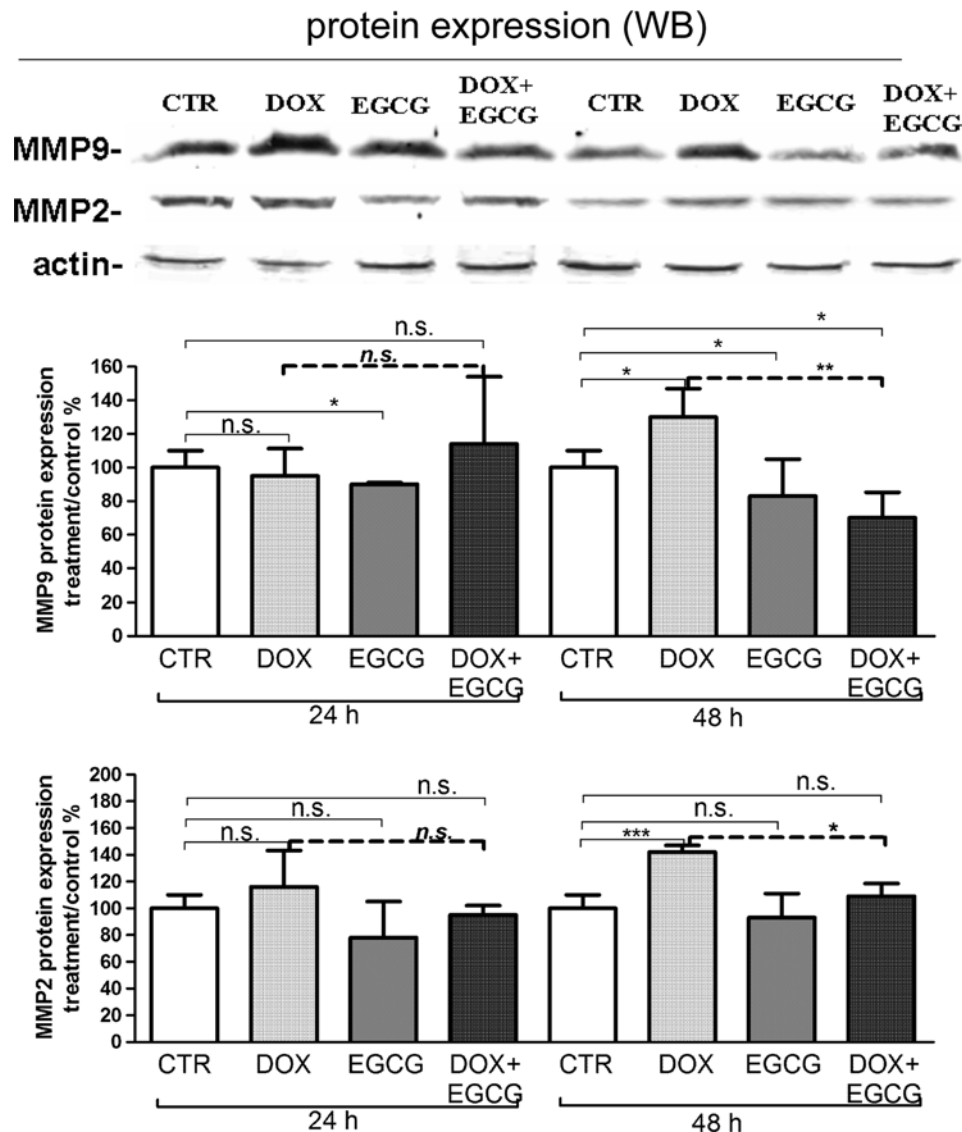 protein expression (WB)
CTR DOX EGCG DOX+ EGCG CTR DOX EGCG DOX+ EGCG
MMP9-
MMP2-
actin-
MMP9 protein expression
treatment/control %
160
140
120
100
80
60
40
20
0
n.s.
n.s.
*
n.s.
*
*
*
**
CTR DOX EGCG DOX+ EGCG CTR DOX EGCG DOX+ EGCG
24 h 48 h
MMP2 protein expression
treatment/control %
200
180
160
140
120
100
80
60
40
20
0
n.s.
n.s.
n.s.
n.s.
n.s.
n.s.
***
*
CTR DOX EGCG DOX+ EGCG CTR DOX EGCG DOX+ EGCG
24 h 48 h